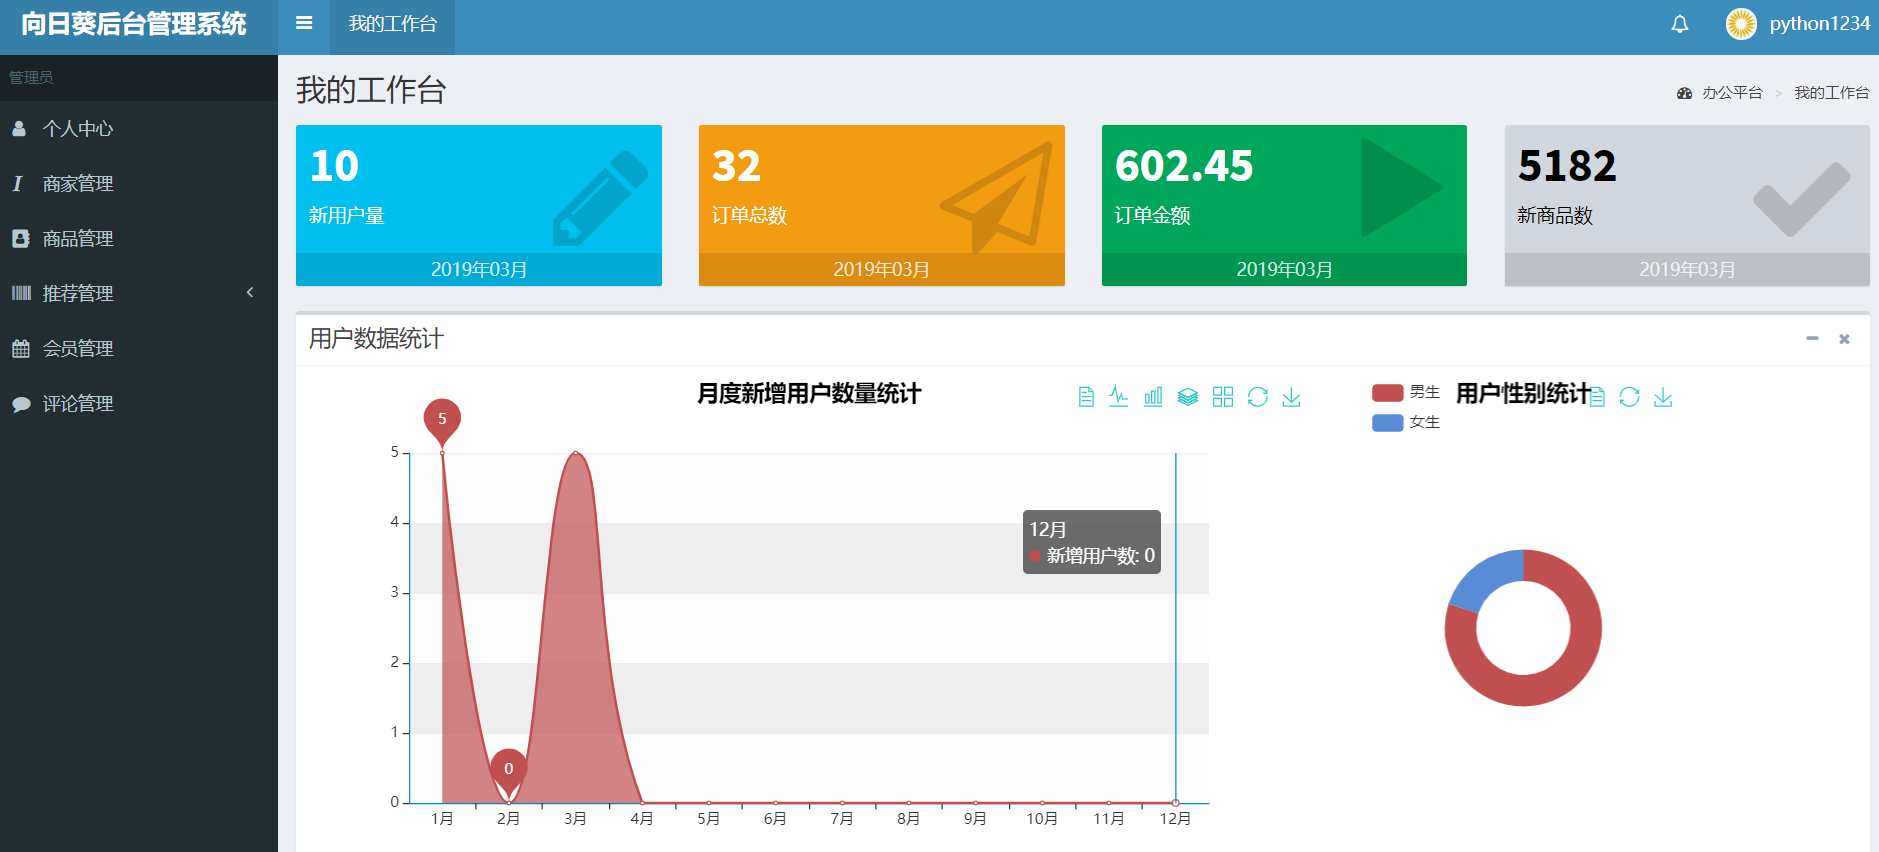 向日葵后台管理系统
我的工作台
python1234
管理员
个人中心
商家管理
商品管理
推荐管理
会员管理
评论管理
我的工作台
办公平台 > 我的工作台
10
新用户量
2019年03月
32
订单总数
2019年03月
602.45
订单金额
2019年03月
5182
新商品数
2019年03月
用户数据统计
月度新增用户数量统计
5
0
5
4
3
2
1
0
1月 2月 3月 4月 5月 6月 7月 8月 9月 10月 11月 12月
12月
新增用户数: 0
男生
女生
用户性别统计